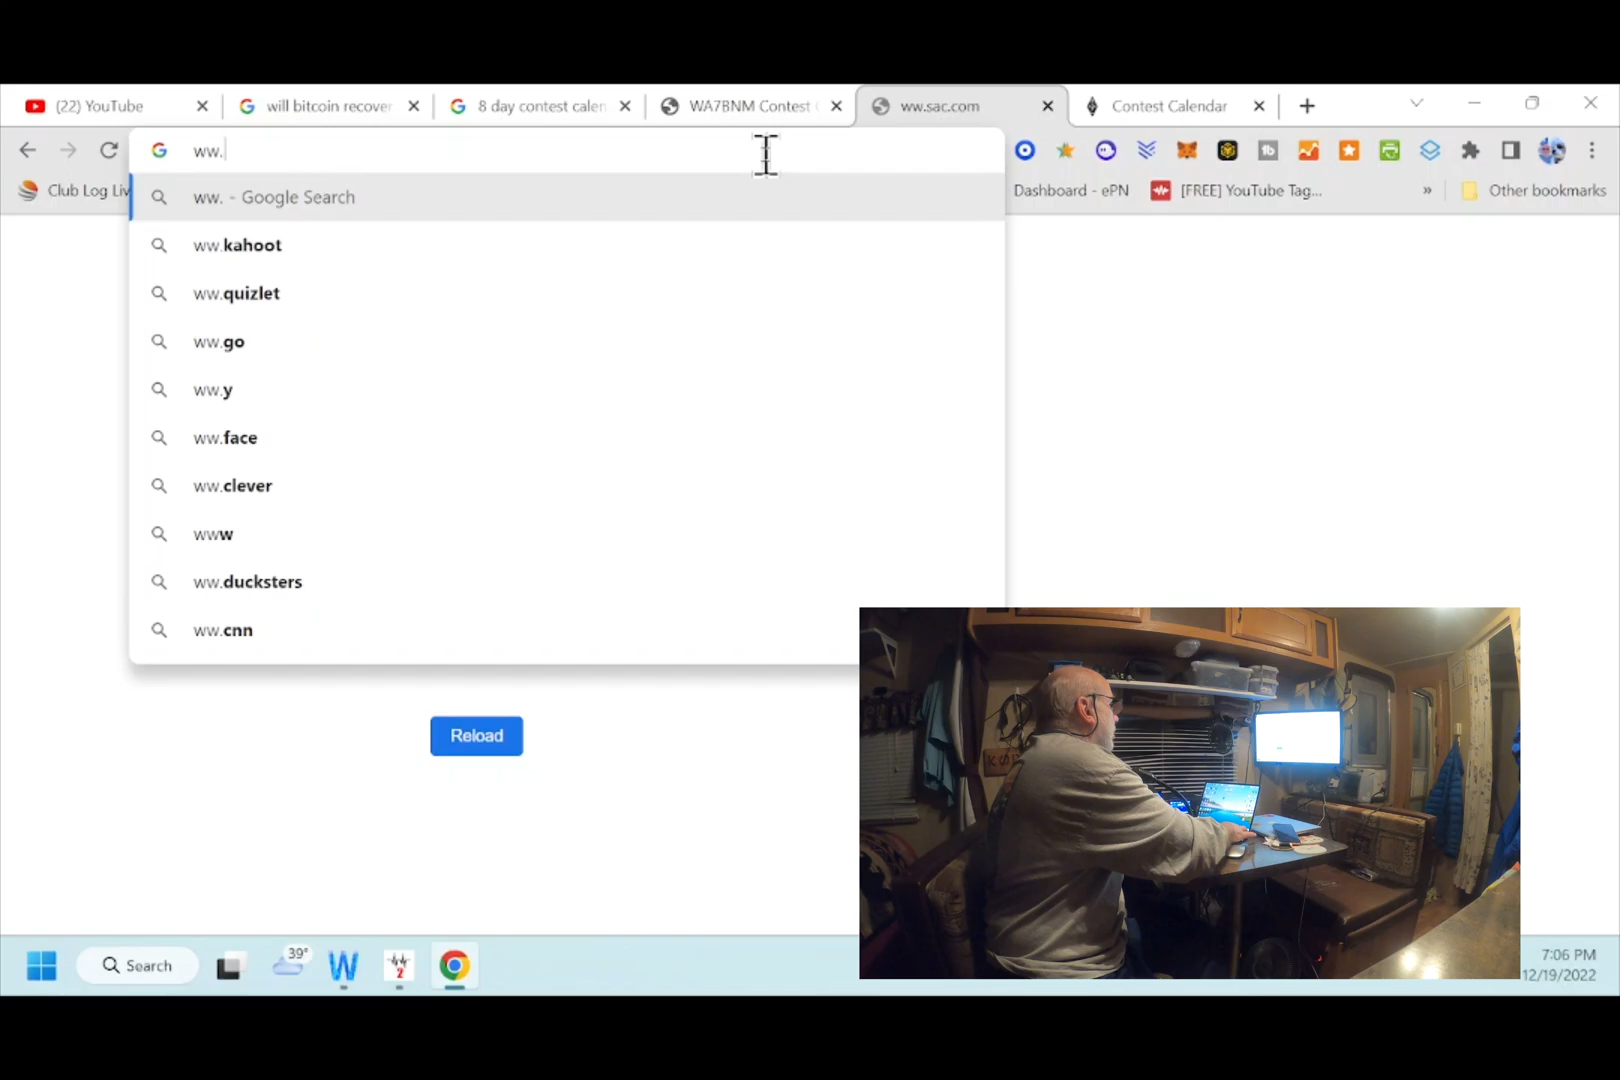 (22) YouTube
will bitcoin recover
8 day contest calen
WA7BNM Contest
ww.sac.com
Contest Calendar
ww.
Club Log Liv
Dashboard - ePN
[FREE] YouTube Tag...
»
Other bookmarks
ww. - Google Search
ww.kahoot
ww.quizlet
ww.go
ww.y
ww.face
ww.clever
www
ww.ducksters
ww.cnn
Reload
Search
39°
W
2
7:06 PM
12/19/2022